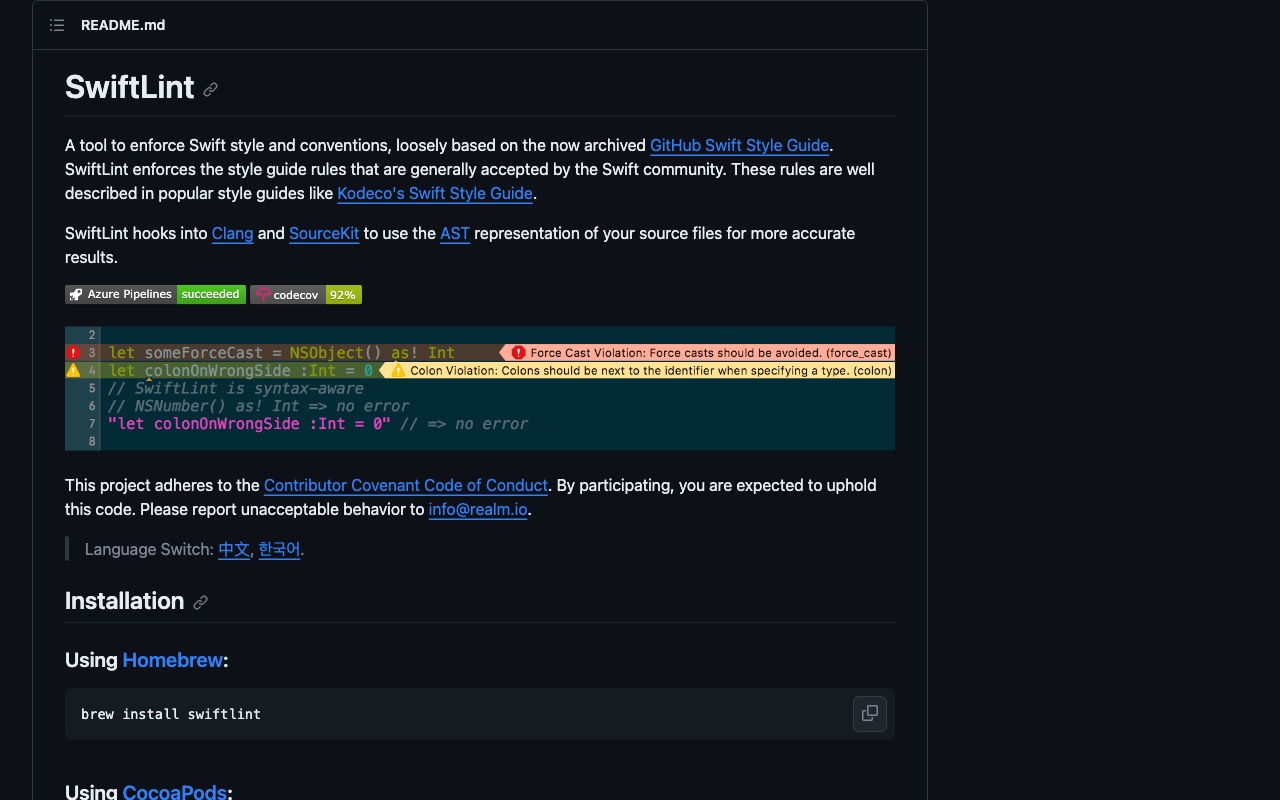 README.md
SwiftLint
A tool to enforce Swift style and conventions, loosely based on the now archived GitHub Swift Style Guide.
SwiftLint enforces the style guide rules that are generally accepted by the Swift community. These rules are well
described in popular style guides like Kodeco's Swift Style Guide.
SwiftLint hooks into Clang and SourceKit to use the AST representation of your source files for more accurate
results.
Azure Pipelines succeeded codecov 92%
2
3 let someForceCast = NSObject() as! Int Force Cast Violation: Force casts should be avoided. (force_cast)
4 let colonOnWrongSide :Int = 0 Colon Violation: Colons should be next to the identifier when specifying a type. (colon)
5 // SwiftLint is syntax-aware
6 // NSNumber() as! Int => no error
7 "let colonOnWrongSide :Int = 0" // => no error
8
This project adheres to the Contributor Covenant Code of Conduct. By participating, you are expected to uphold
this code. Please report unacceptable behavior to info@realm.io.
Language Switch: 中文, 한국어.
Installation
Using Homebrew:
brew install swiftlint
Using CocoaPods: